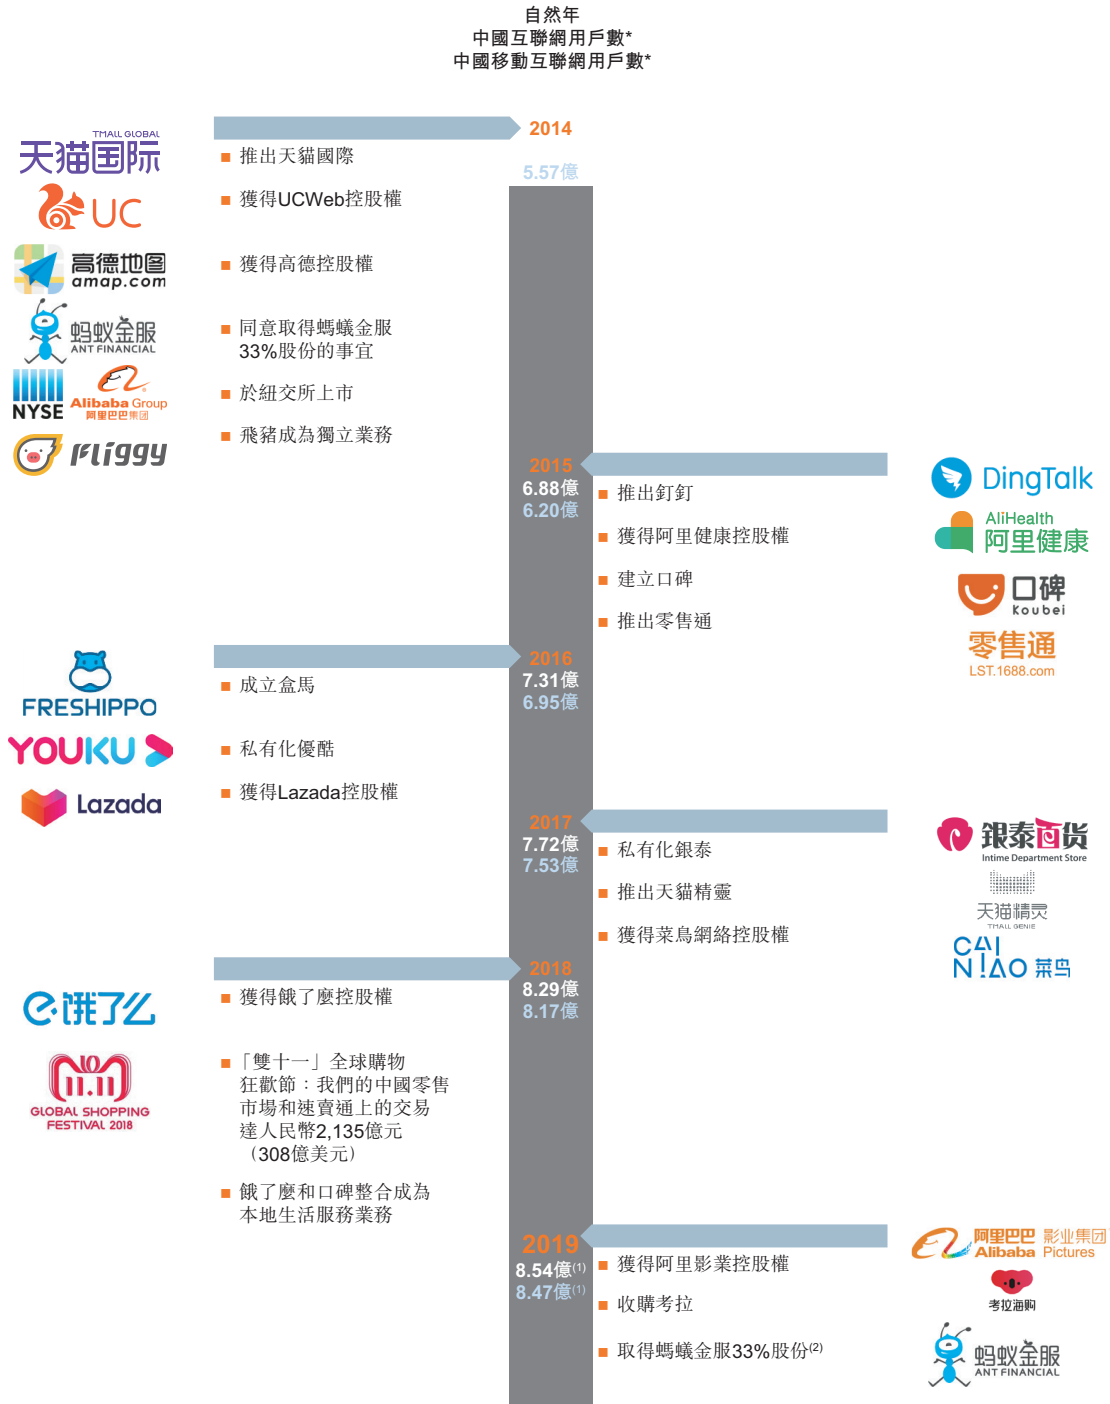 自然年
中國互聯網用戶數*
中國移動互聯網用戶數*
2014
5.57億
TMALL GLOBAL
天猫国际
■ 推出天貓國際
UC
■ 獲得UCWeb控股權
高德地图
amap.com
■ 獲得高德控股權
蚂蚁金服
ANT FINANCIAL
■ 同意取得螞蟻金服
33%股份的事宜
NYSE
Alibaba Group
阿里巴巴集团
■ 於紐交所上市
Fliggy
■ 飛豬成為獨立業務
2015
6.88億
6.20億
■ 推出釘釘
DingTalk
■ 獲得阿里健康控股權
AliHealth
阿里健康
■ 建立口碑
口碑
Koubei
■ 推出零售通
零售通
LST.1688.com
2016
7.31億
6.95億
FRESHIPPO
■ 成立盒馬
YOUKU
■ 私有化優酷
Lazada
■ 獲得Lazada控股權
2017
7.72億
7.53億
■ 私有化銀泰
銀泰百货
Intime Department Store
■ 推出天貓精靈
天猫精灵
TMALL GENIE
■ 獲得菜鳥網絡控股權
CAI
NIAO 菜鸟
2018
8.29億
8.17億
饿了么
■ 獲得餓了麼控股權
11.11
GLOBAL SHOPPING
FESTIVAL 2018
■ 「雙十一」全球購物
狂歡節：我們的中國零售
市場和速賣通上的交易
達人民幣2,135億元
（308億美元）
■ 餓了麼和口碑整合成為
本地生活服務業務
2019
8.54億(1)
8.47億(1)
■ 獲得阿里影業控股權
阿里巴巴 影业集团
Alibaba Pictures
■ 收購考拉
考拉海购
■ 取得螞蟻金服33%股份(2)
蚂蚁金服
ANT FINANCIAL